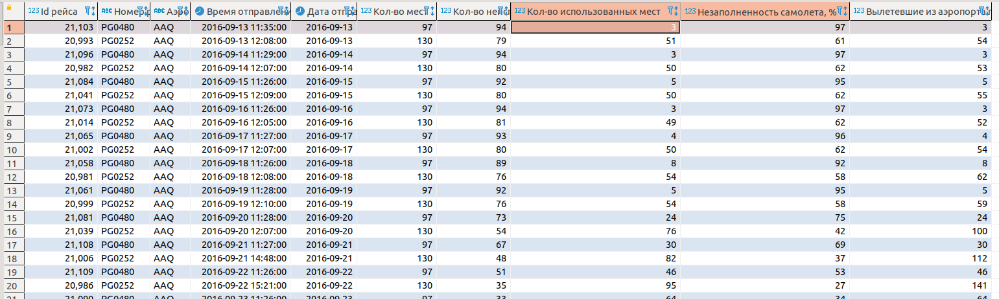 123 Id рейса ABC Номер р ABC Аэро Время отправлен Дата отпра 123 Кол-во мест 123 Кол-во неис 123 Кол-во использованных мест 123 Незаполненность самолета, % 123 Вылетевшие из аэропорта
1 21,103 PG0480 AAQ 2016-09-13 11:35:00 2016-09-13 97 94 3 97 3
2 20,993 PG0252 AAQ 2016-09-13 12:08:00 2016-09-13 130 79 51 61 54
3 21,096 PG0480 AAQ 2016-09-14 11:29:00 2016-09-14 97 94 3 97 3
4 20,982 PG0252 AAQ 2016-09-14 12:07:00 2016-09-14 130 80 50 62 53
5 21,084 PG0480 AAQ 2016-09-15 11:26:00 2016-09-15 97 92 5 95 5
6 21,041 PG0252 AAQ 2016-09-15 12:09:00 2016-09-15 130 80 50 62 55
7 21,073 PG0480 AAQ 2016-09-16 11:26:00 2016-09-16 97 94 3 97 3
8 21,014 PG0252 AAQ 2016-09-16 12:05:00 2016-09-16 130 81 49 62 52
9 21,065 PG0480 AAQ 2016-09-17 11:27:00 2016-09-17 97 93 4 96 4
10 21,002 PG0252 AAQ 2016-09-17 12:07:00 2016-09-17 130 80 50 62 54
11 21,058 PG0480 AAQ 2016-09-18 11:26:00 2016-09-18 97 89 8 92 8
12 20,981 PG0252 AAQ 2016-09-18 12:08:00 2016-09-18 130 76 54 58 62
13 21,061 PG0480 AAQ 2016-09-19 11:28:00 2016-09-19 97 92 5 95 5
14 20,999 PG0252 AAQ 2016-09-19 12:10:00 2016-09-19 130 76 54 58 59
15 21,081 PG0480 AAQ 2016-09-20 11:28:00 2016-09-20 97 73 24 75 24
16 21,039 PG0252 AAQ 2016-09-20 12:07:00 2016-09-20 130 54 76 42 100
17 21,108 PG0480 AAQ 2016-09-21 11:27:00 2016-09-21 97 67 30 69 30
18 21,006 PG0252 AAQ 2016-09-21 14:48:00 2016-09-21 130 48 82 37 112
19 21,109 PG0480 AAQ 2016-09-22 11:26:00 2016-09-22 97 51 46 53 46
20 20,986 PG0252 AAQ 2016-09-22 15:21:00 2016-09-22 130 35 95 27 141
21 21,090 PG0480 AAQ 2016-09-23 11:26:00 2016-09-23 97 33 64 34 64